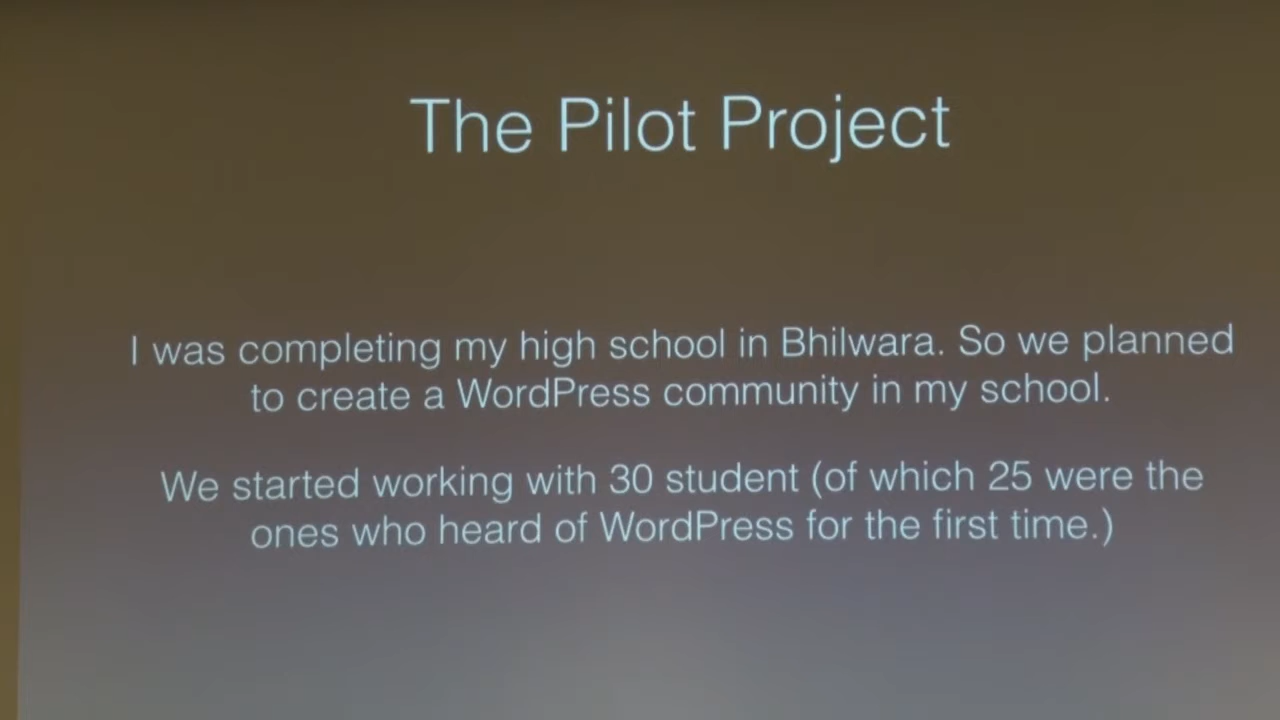 The Pilot Project
I was completing my high school in Bhilwara. So we planned
to create a WordPress community in my school.
We started working with 30 student (of which 25 were the
ones who heard of WordPress for the first time.)